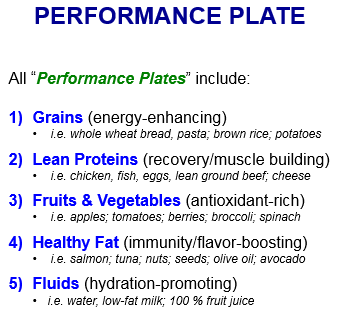 PERFORMANCE PLATE
All “Performance Plates” include:
1) Grains (energy-enhancing)
• i.e. whole wheat bread, pasta; brown rice; potatoes
2) Lean Proteins (recovery/muscle building)
• i.e. chicken, fish, eggs, lean ground beef; cheese
3) Fruits & Vegetables (antioxidant-rich)
• i.e. apples; tomatoes; berries; broccoli; spinach
4) Healthy Fat (immunity/flavor-boosting)
• i.e. salmon; tuna; nuts; seeds; olive oil; avocado
5) Fluids (hydration-promoting)
• i.e. water, low-fat milk; 100 % fruit juice